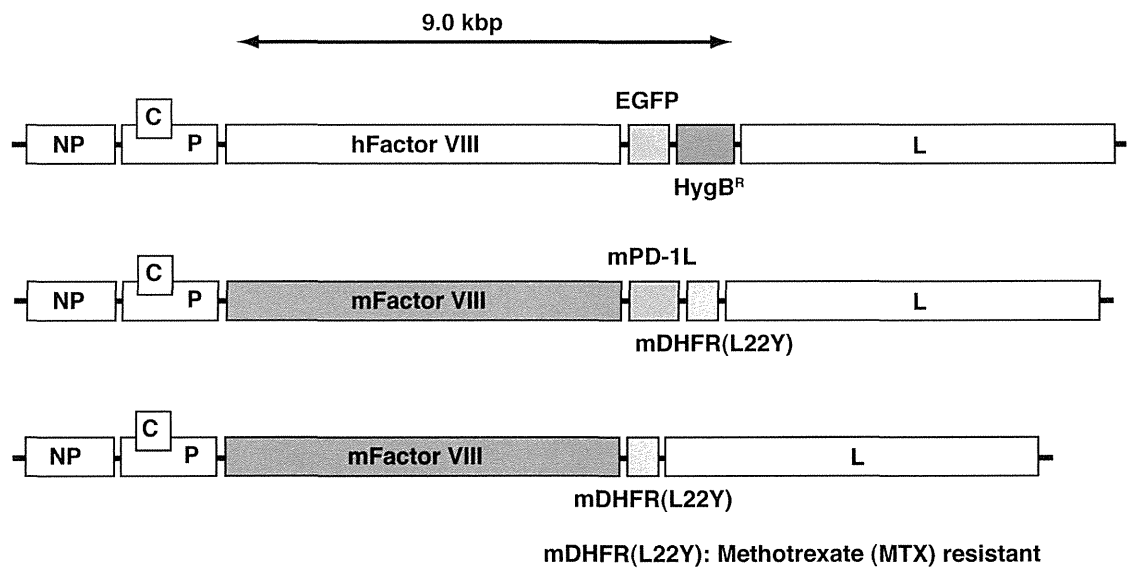 9.0 kbp
EGFP
NP C P hFactor VIII L
HygBᴿ
mPD-1L
NP C P mFactor VIII L
mDHFR(L22Y)
NP C P mFactor VIII L
mDHFR(L22Y)
mDHFR(L22Y): Methotrexate (MTX) resistant